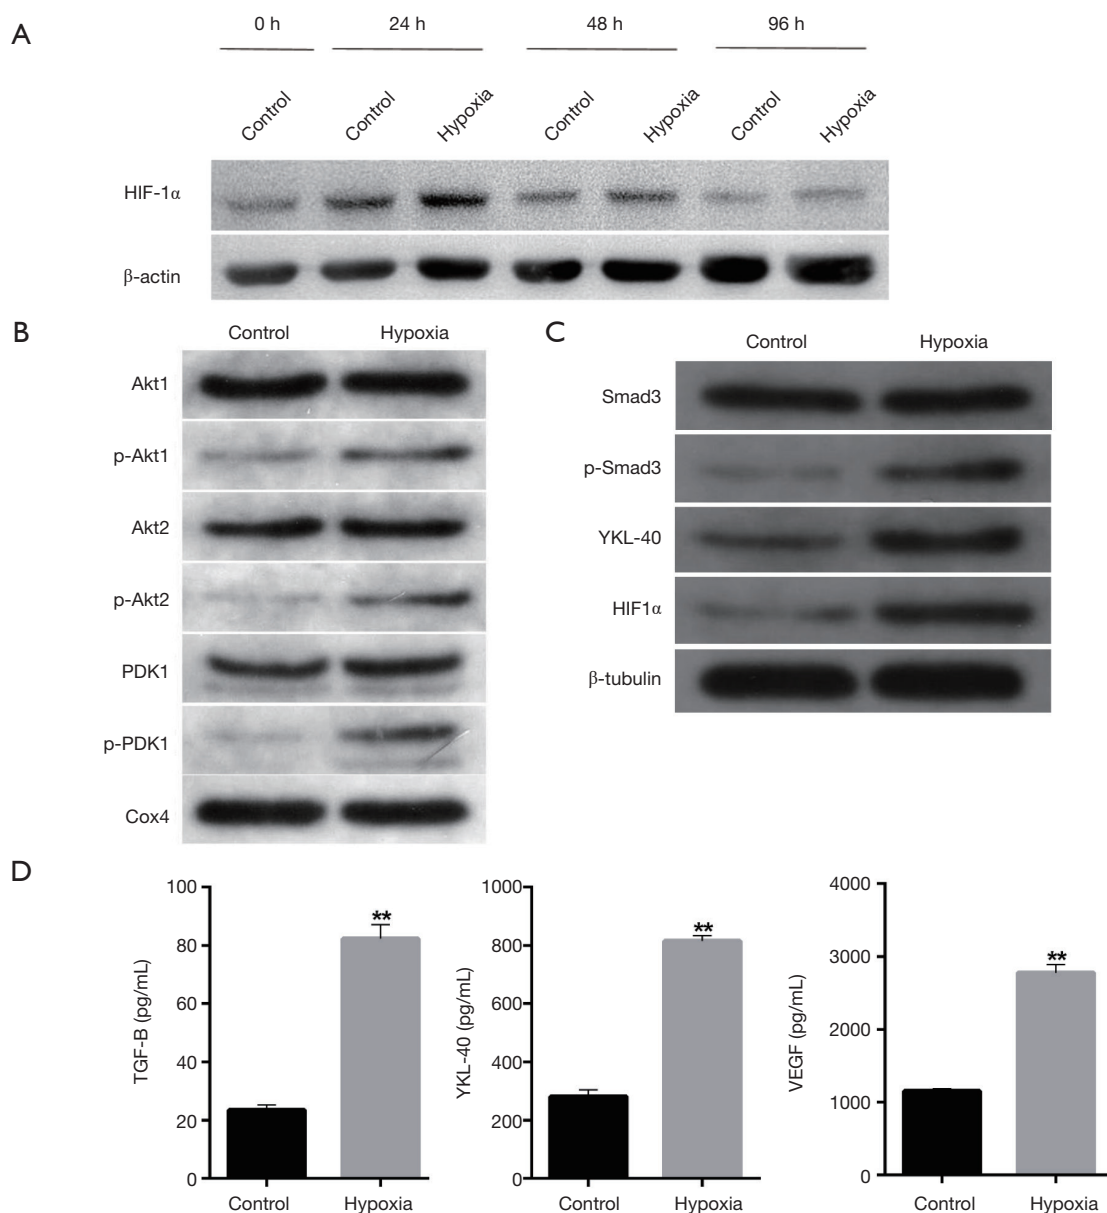 A
0 h 24 h 48 h 96 h
Control Control Hypoxia Control Hypoxia Control Hypoxia
HIF-1α
β-actin
B
Control Hypoxia
Akt1
p-Akt1
Akt2
p-Akt2
PDK1
p-PDK1
Cox4
C
Control Hypoxia
Smad3
p-Smad3
YKL-40
HIF1α
β-tubulin
D
TGF-B (pg/mL)
100
80
60
40
20
0
**
Control Hypoxia
YKL-40 (pg/mL)
1000
800
600
400
200
0
**
Control Hypoxia
VEGF (pg/mL)
4000
3000
2000
1000
0
**
Control Hypoxia